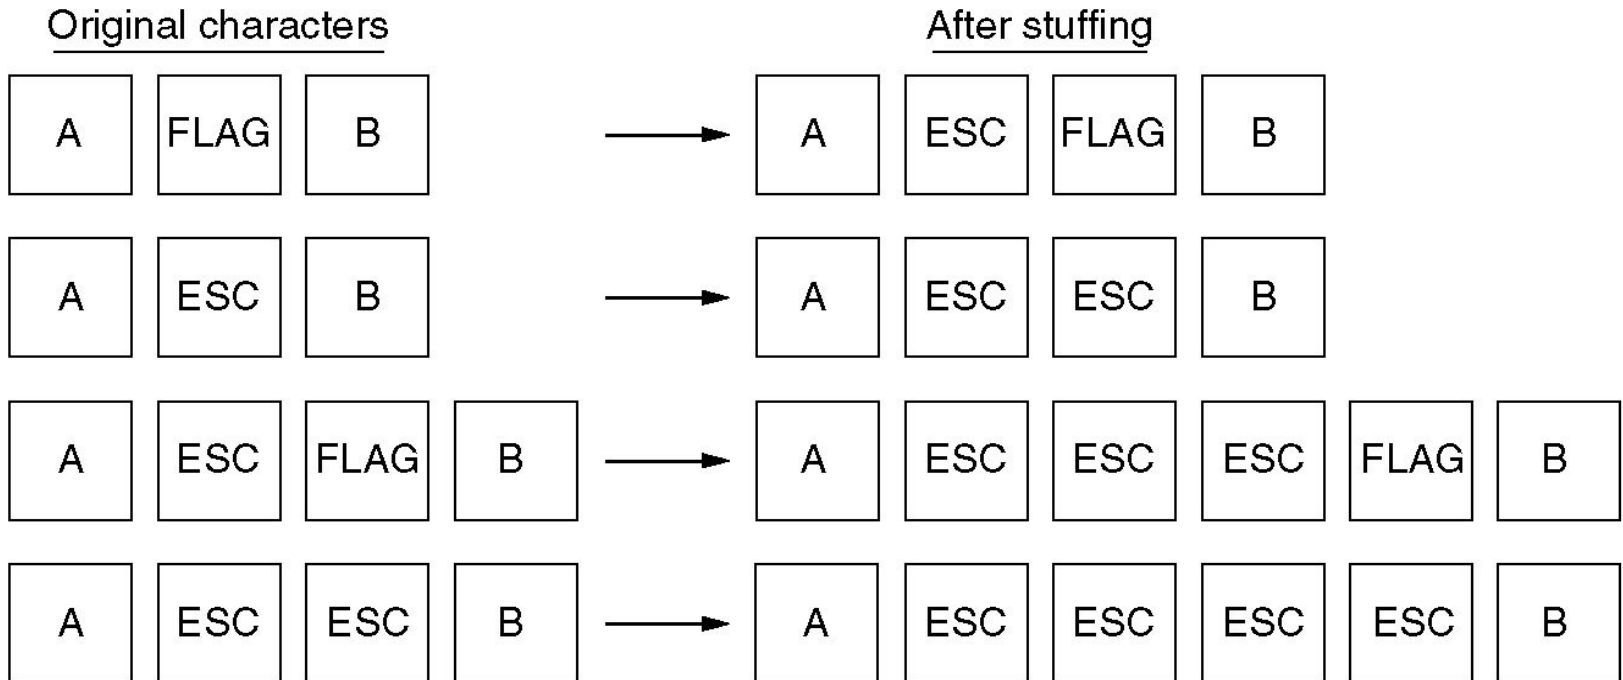 Original characters After stuffing
A FLAG B A ESC FLAG B
A ESC B A ESC ESC B
A ESC FLAG B A ESC ESC ESC FLAG B
A ESC ESC B A ESC ESC ESC ESC B